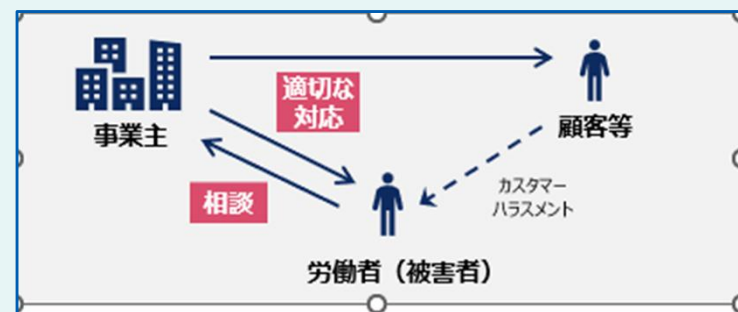 事業主
適切な
対応
相談
顧客等
カスタマー
ハラスメント
労働者（被害者）